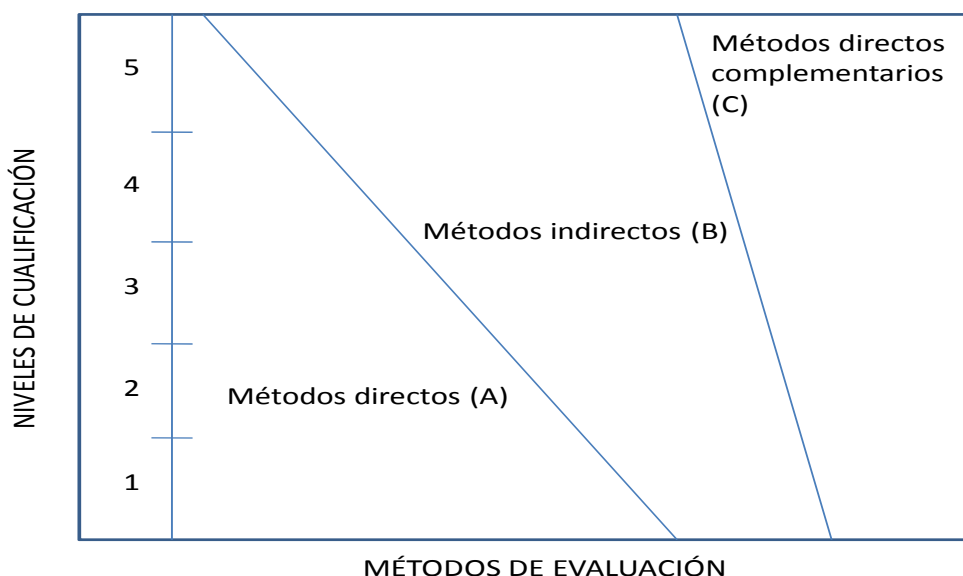 Métodos directos
complementarios
(C)
5
4
Métodos indirectos (B)
3
2
Métodos directos (A)
1
NIVELES DE CUALIFICACIÓN
MÉTODOS DE EVALUACIÓN